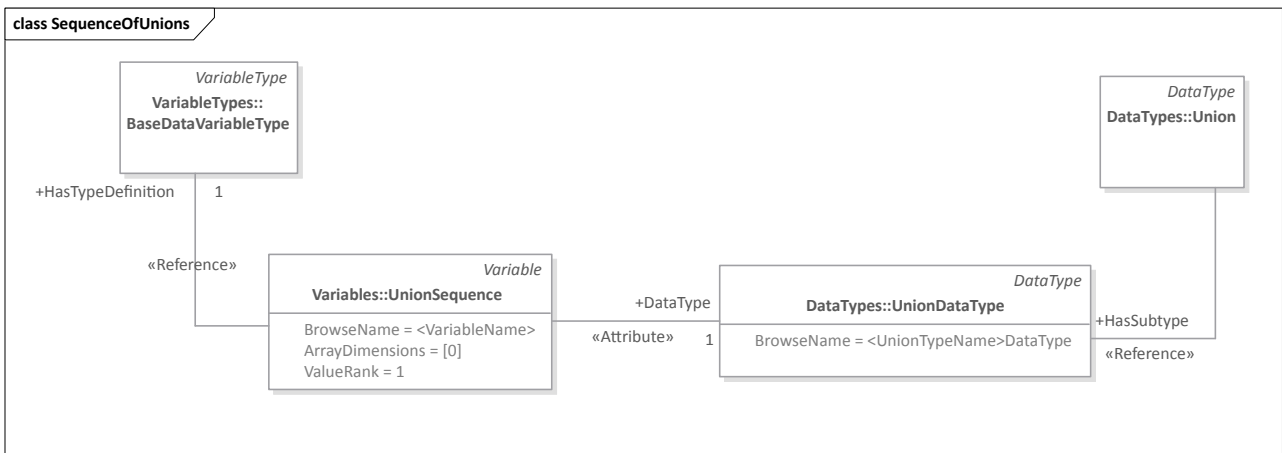 class SequenceOfUnions
VariableType
VariableTypes::
BaseDataVariableType
DataType
DataTypes::Union
+HasTypeDefinition
1
«Reference»
Variable
Variables::UnionSequence
BrowseName = <VariableName>
ArrayDimensions = [0]
ValueRank = 1
+DataType
«Attribute»
1
DataType
DataTypes::UnionDataType
BrowseName = <UnionTypeName>DataType
+HasSubtype
«Reference»